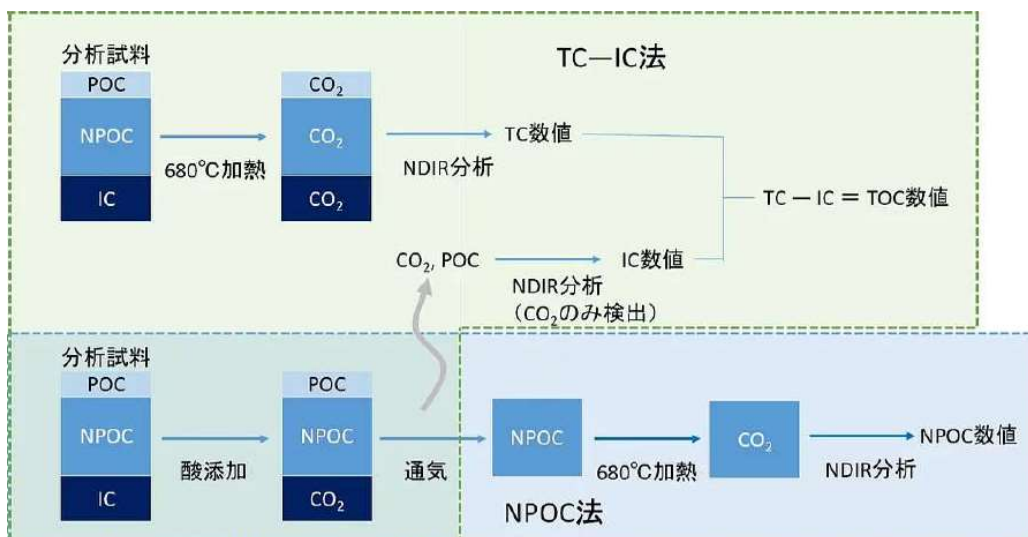 TC—IC法
分析試料
POC
NPOC
IC
680℃加熱
CO₂
CO₂
CO₂
NDIR分析
TC数値
TC — IC = TOC数値
CO₂, POC
NDIR分析
(CO₂のみ検出)
IC数値
分析試料
POC
NPOC
IC
酸添加
POC
NPOC
CO₂
通気
NPOC
680℃加熱
CO₂
NDIR分析
NPOC数値
NPOC法